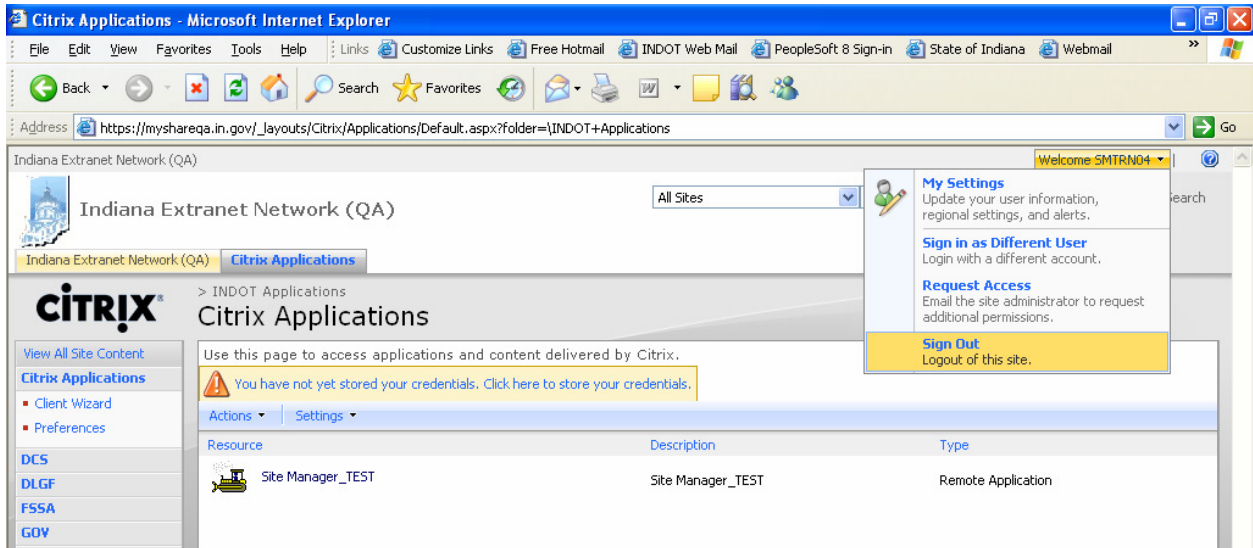 Citrix Applications - Microsoft Internet Explorer
File Edit View Favorites Tools Help Links Customize Links Free Hotmail INDOT Web Mail PeopleSoft 8 Sign-in State of Indiana Webmail »
Back Search Favorites
Address https://myshareqa.in.gov/_layouts/Citrix/Applications/Default.aspx?folder=\INDOT+Applications Go
Indiana Extranet Network (QA) Welcome SMTRN04
Indiana Extranet Network (QA)
All Sites
My Settings
Update your user information,
regional settings, and alerts.
Sign in as Different User
Login with a different account.
Request Access
Email the site administrator to request
additional permissions.
Sign Out
Logout of this site.
Indiana Extranet Network (QA) Citrix Applications
CITRIX®
> INDOT Applications
Citrix Applications
View All Site Content
Citrix Applications
Client Wizard
Preferences
DCS
DLGF
FSSA
GOV
Use this page to access applications and content delivered by Citrix.
You have not yet stored your credentials. Click here to store your credentials.
Actions Settings
Resource Description Type
Site Manager_TEST Site Manager_TEST Remote Application